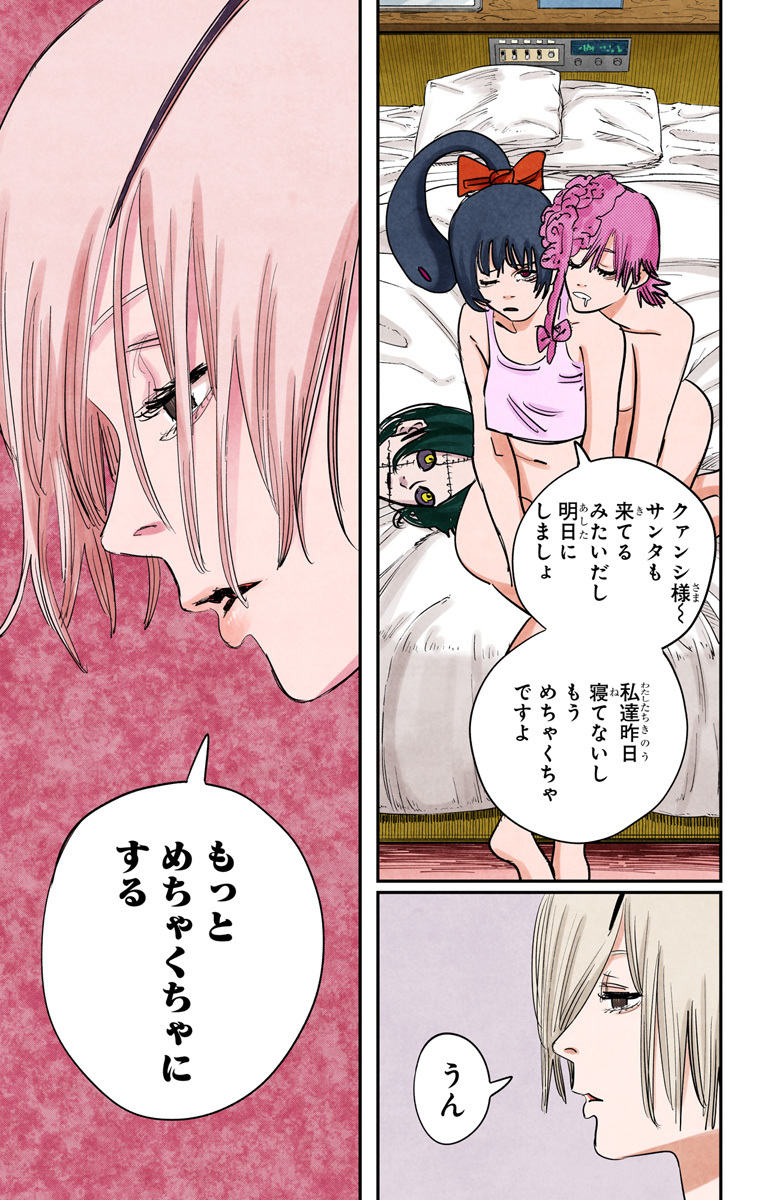 クァンシ様〜
サンタも
来てる
みたいだし
明日に
しましょ
私達昨日
寝てないし
もう
めちゃくちゃ
ですよ
うん
もっと
めちゃくちゃに
する